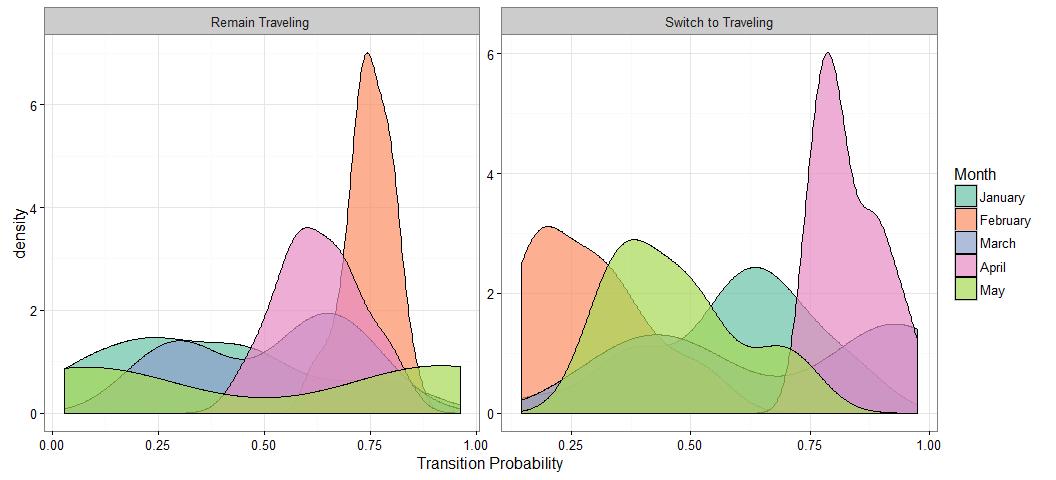 Remain Traveling
Switch to Traveling
density
6
4
2
0
6
4
2
0
0.00 0.25 0.50 0.75 1.00
0.25 0.50 0.75 1.00
Transition Probability
Month
January
February
March
April
May